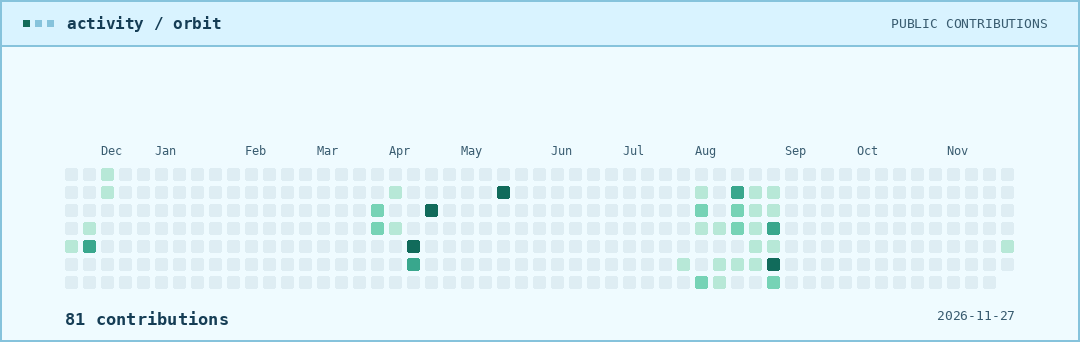 activity / orbit
PUBLIC CONTRIBUTIONS
Dec Jan Feb Mar Apr May Jun Jul Aug Sep Oct Nov
81 contributions
2026-11-27